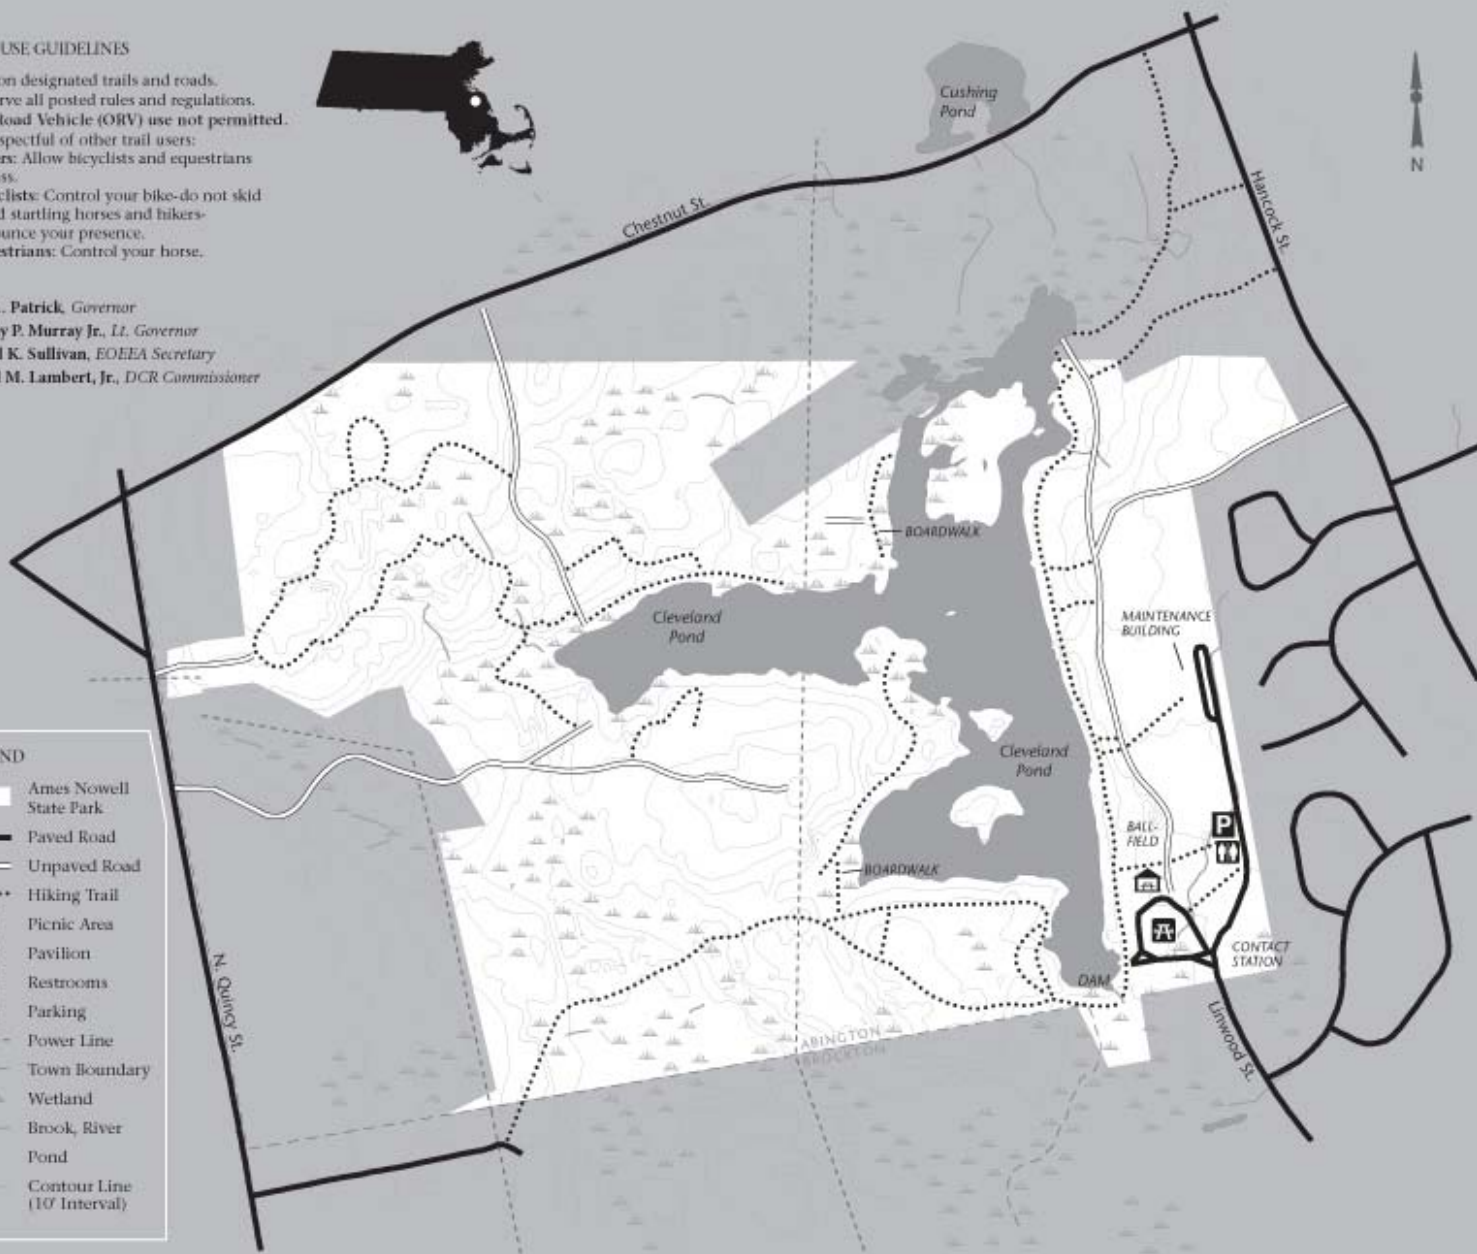 USE GUIDELINES
on designated trails and roads.
rve all posted rules and regulations.
Road Vehicle (ORV) use not permitted.
spectful of other trail users:
rs: Allow bicyclists and equestrians
ss.
clists: Control your bike-do not skid
d startling horses and hikers-
ounce your presence.
estrians: Control your horse.
. Patrick, Governor
y P. Murray Jr., Lt. Governor
l K. Sullivan, EOEEA Secretary
l M. Lambert, Jr., DCR Commissioner
Cushing
Pond
N
Chestnut St.
Hancock St.
BOARDWALK
Cleveland
Pond
MAINTENANCE
BUILDING
Cleveland
Pond
BALL-
FIELD
P
BOARDWALK
CONTACT
STATION
DAM
N. Quincy St.
Linwood St.
ABINGTON
BROCKTON
ND
Ames Nowell
State Park
Paved Road
Unpaved Road
Hiking Trail
Picnic Area
Pavilion
Restrooms
Parking
Power Line
Town Boundary
Wetland
Brook, River
Pond
Contour Line
(10' Interval)